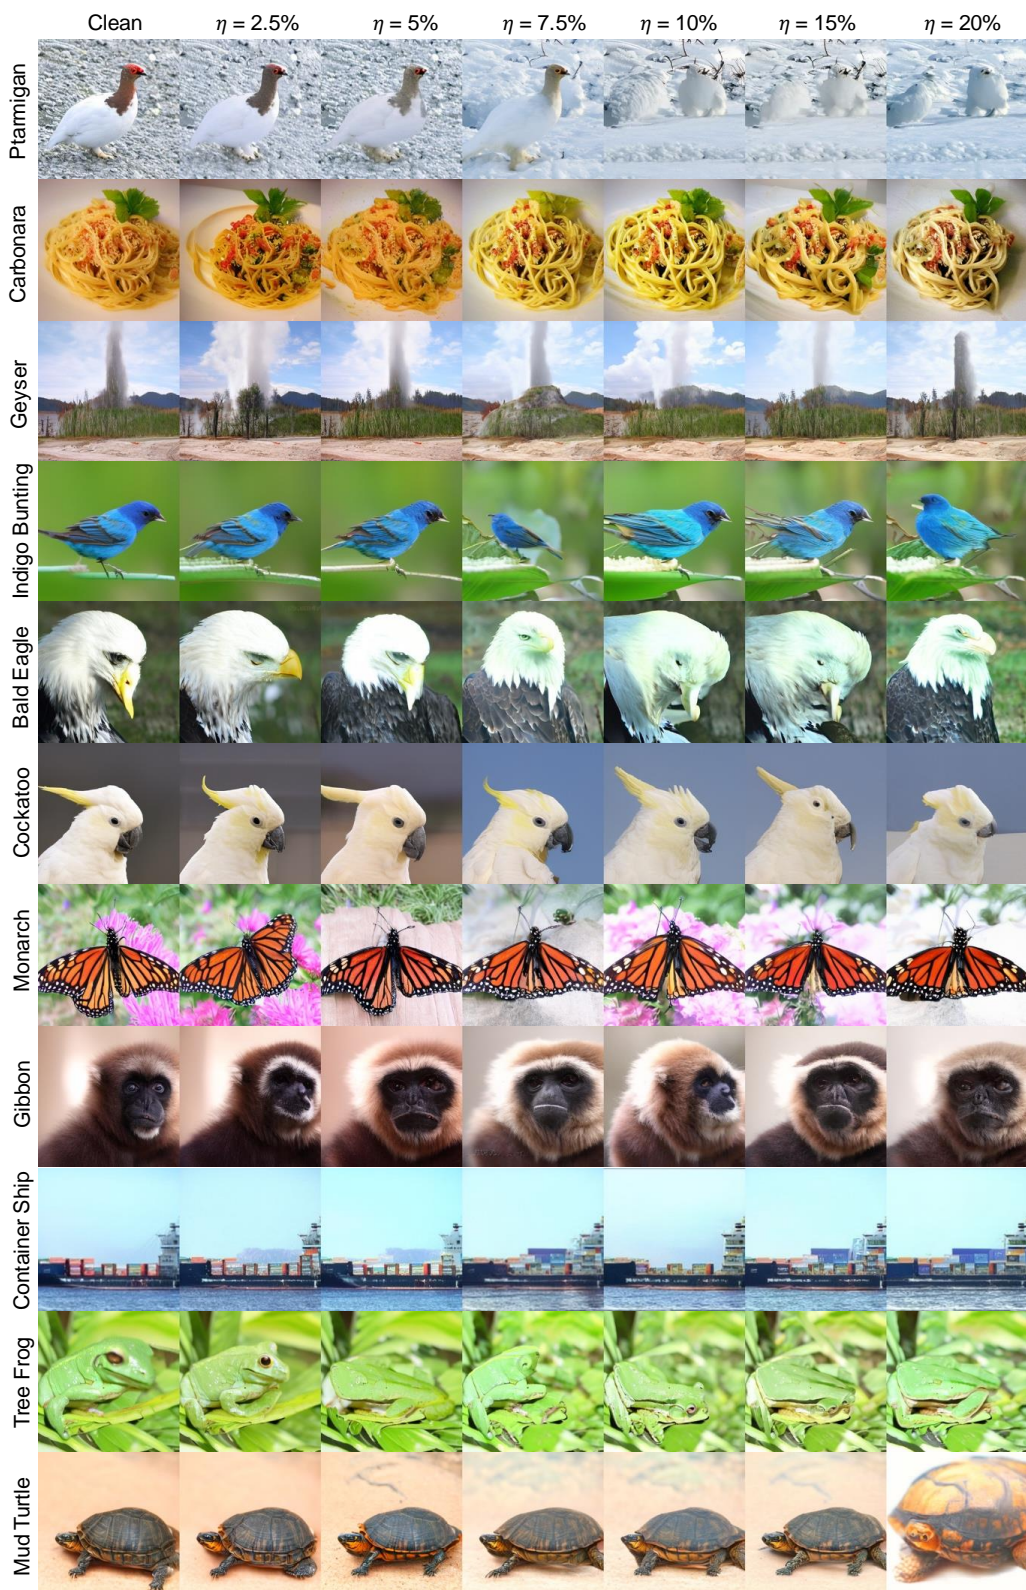 Clean η = 2.5% η = 5% η = 7.5% η = 10% η = 15% η = 20%
Ptarmigan
Carbonara
Geyser
Indigo Bunting
Bald Eagle
Cockatoo
Monarch
Gibbon
Container Ship
Tree Frog
Mud Turtle